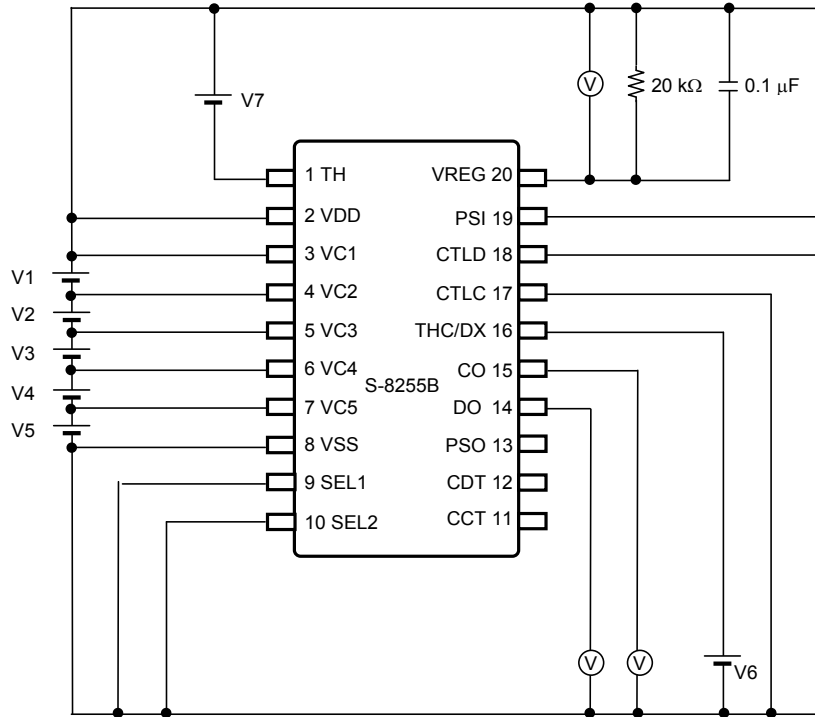 V
20 kΩ
0.1 μF
V7
1 TH
VREG 20
2 VDD
PSI 19
3 VC1
CTLD 18
V1
4 VC2
CTLC 17
V2
5 VC3
THC/DX 16
V3
6 VC4
CO 15
S-8255B
V4
7 VC5
DO 14
V5
8 VSS
PSO 13
9 SEL1
CDT 12
10 SEL2
CCT 11
V
V
V6